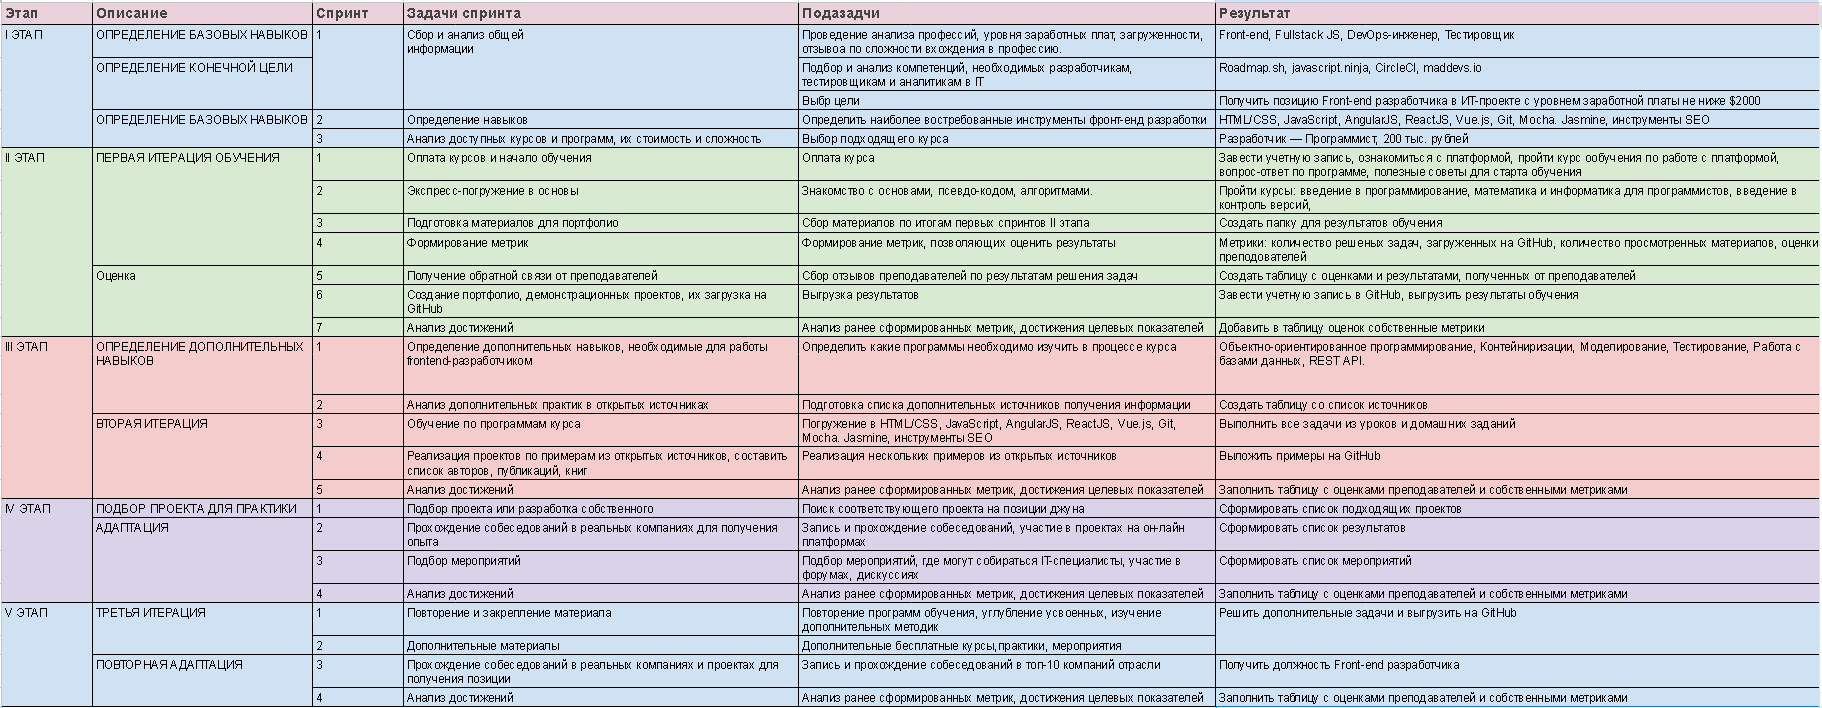 Этап Описание Спринт Задачи спринта Подазадчи Результат
I ЭТАП ОПРЕДЕЛЕНИЕ БАЗОВЫХ НАВЫКОВ 1 Сбор и анализ общей Проведение анализа профессий, уровня заработных плат, загруженности, Front-end, Fullstack JS, DevOps-инженер, Тестировщик
информации отзывоа по сложности вхождения в профессию.
ОПРЕДЕЛЕНИЕ КОНЕЧНОЙ ЦЕЛИ Подбор и анализ компетенций, необходимых разработчикам, Roadmap.sh, javascript.ninja, CircleCI, maddevs.io
тестировщикам и аналитикам в IT
Выбр цели Получить позицию Front-end разработчика в ИТ-проекте с уровнем заработной платы не ниже $2000
ОПРЕДЕЛЕНИЕ БАЗОВЫХ НАВЫКОВ 2 Определение навыков Определить наиболее востребованные инструменты фронт-енд разработки HTML/CSS, JavaScript, AngularJS, ReactJS, Vue.js, Git, Mocha. Jasmine, инструменты SEO
3 Анализ доступных курсов и программ, их стоимость и сложность Выбор подходящего курса Разработчик — Программист, 200 тыс. рублей
II ЭТАП ПЕРВАЯ ИТЕРАЦИЯ ОБУЧЕНИЯ 1 Оплата курсов и начало обучения Оплата курса Завести учетную запись, ознакомиться с платформой, пройти курс ообучения по работе с платформой,
вопрос-ответ по программе, полезные советы для старта обучения
2 Экспресс-погружение в основы Знакомство с основами, псевдо-кодом, алгоритмами. Пройти курсы: введение в программирование, математика и информатика для программистов, введение в
контроль версий,
3 Подготовка материалов для портфолио Сбор материалов по итогам первых спринтов II этапа Создать папку для результатов обучения
4 Формирование метрик Формирование метрик, позволяющих оценить результаты Метрики: количество решеных задач, загруженных на GitHub, количество просмотренных материалов, оценки
преподователей
Оценка 5 Получение обратной связи от преподавателей Сбор отзывов преподавателей по результатам решения задач Создать таблицу с оценками и результатами, полученных от преподавателей
6 Создание портфолио, демонстрационных проектов, их загрузка на Выгрузка результатов Завести учетную запись в GitHub, выгрузить результаты обучения
GitHub
7 Анализ достижений Анализ ранее сформированных метрик, достижения целевых показателей Добавить в таблицу оценок собственные метрики
III ЭТАП ОПРЕДЕЛЕНИЕ ДОПОЛНИТЕЛЬНЫХ 1 Определение дополнительных навыков, необходимые для работы Определить какие программы необходимо изучить в процессе курса Объектно-ориентированное программирование, Контейниризации, Моделирование, Тестирование, Работа с
НАВЫКОВ frontend-разработчиком базами данных, REST API.
2 Анализ дополнительных практик в открытых источниках Подготовка списка дополнительных источников получения информации Создать таблицу со список источников
ВТОРАЯ ИТЕРАЦИЯ 3 Обучение по программам курса Погружение в HTML/CSS, JavaScript, AngularJS, ReactJS, Vue.js, Git, Выполнить все задачи из уроков и домашних заданий
Mocha. Jasmine, инструменты SEO
4 Реализация проектов по примерам из открытых источников, составить Реализация нескольких примеров из открытых источников Выложить примеры на GitHub
список авторов, публикаций, книг
5 Анализ достижений Анализ ранее сформированных метрик, достижения целевых показателей Заполнить таблицу с оценками преподавателей и собственными метриками
IV ЭТАП ПОДБОР ПРОЕКТА ДЛЯ ПРАКТИКИ 1 Подбор проекта или разработка собственного Поиск соответствующего проекта на позиции джуна Сформировать список подходящих проектов
АДАПТАЦИЯ 2 Прохождение собеседований в реальных компаниях для получения Запись и прохождение собеседований, участие в проектах на он-лайн Сформировать список результатов
опыта платформах
3 Подбор мероприятий Подбор мероприятий, где могут собираться IT-специалисты, участие в Сформировать список мероприятий
форумах, дискуссиях
4 Анализ достижений Анализ ранее сформированных метрик, достижения целевых показателей Заполнить таблицу с оценками преподавателей и собственными метриками
V ЭТАП ТРЕТЬЯ ИТЕРАЦИЯ 1 Повторение и закрепление материала Повторение программ обучения, углубление усвоенных, изучение Решить дополнительные задачи и выгрузить на GitHub
дополнительных методик
2 Дополнительные материалы Дополнительные бесплатные курсы,практики, мероприятия
ПОВТОРНАЯ АДАПТАЦИЯ 3 Прохождение собеседований в реальных компаниях и проектах для Запись и прохождение собеседований в топ-10 компаний отрасли Получить должность Front-end разработчика
получения позиции
4 Анализ достижений Анализ ранее сформированных метрик, достижения целевых показателей Заполнить таблицу с оценками преподавателей и собственными метриками